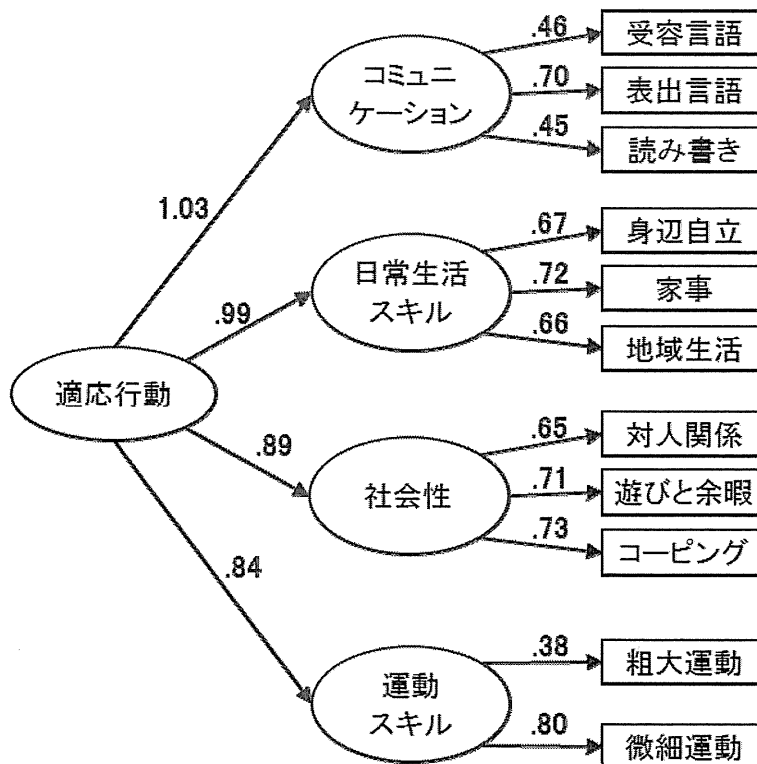 .46
受容言語
コミュニ
ケーション
.70
表出言語
.45
読み書き
1.03
.67
身辺自立
日常生活
スキル
.72
家事
.99
.66
地域生活
適応行動
.65
対人関係
.89
社会性
.71
遊びと余暇
.73
コーピング
.84
.38
粗大運動
運動
スキル
.80
微細運動